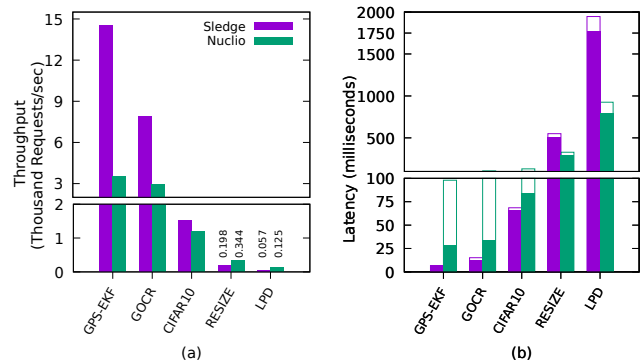 Throughput
(Thousand Requests/sec)
15
12
9
6
3
2
1
0
Sledge
Nuclio
0.198
0.344
0.057
0.125
GPS-EKF
GOCR
CIFAR10
RESIZE
LPD
(a)
Latency (milliseconds)
2000
1750
1500
1000
500
100
75
50
25
0
GPS-EKF
GOCR
CIFAR10
RESIZE
LPD
(b)